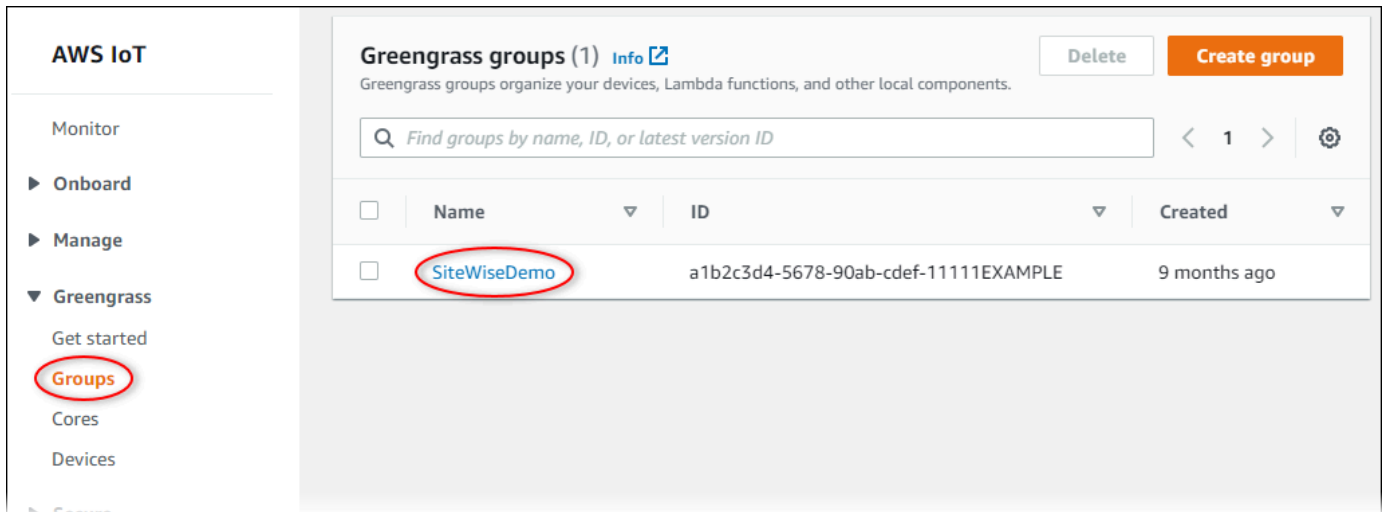 AWS IoT
Monitor
Onboard
Manage
Greengrass
Get started
Groups
Cores
Devices
Greengrass groups (1) Info
Delete
Create group
Greengrass groups organize your devices, Lambda functions, and other local components.
Find groups by name, ID, or latest version ID
1
Name ID Created
SiteWiseDemo a1b2c3d4-5678-90ab-cdef-11111EXAMPLE 9 months ago